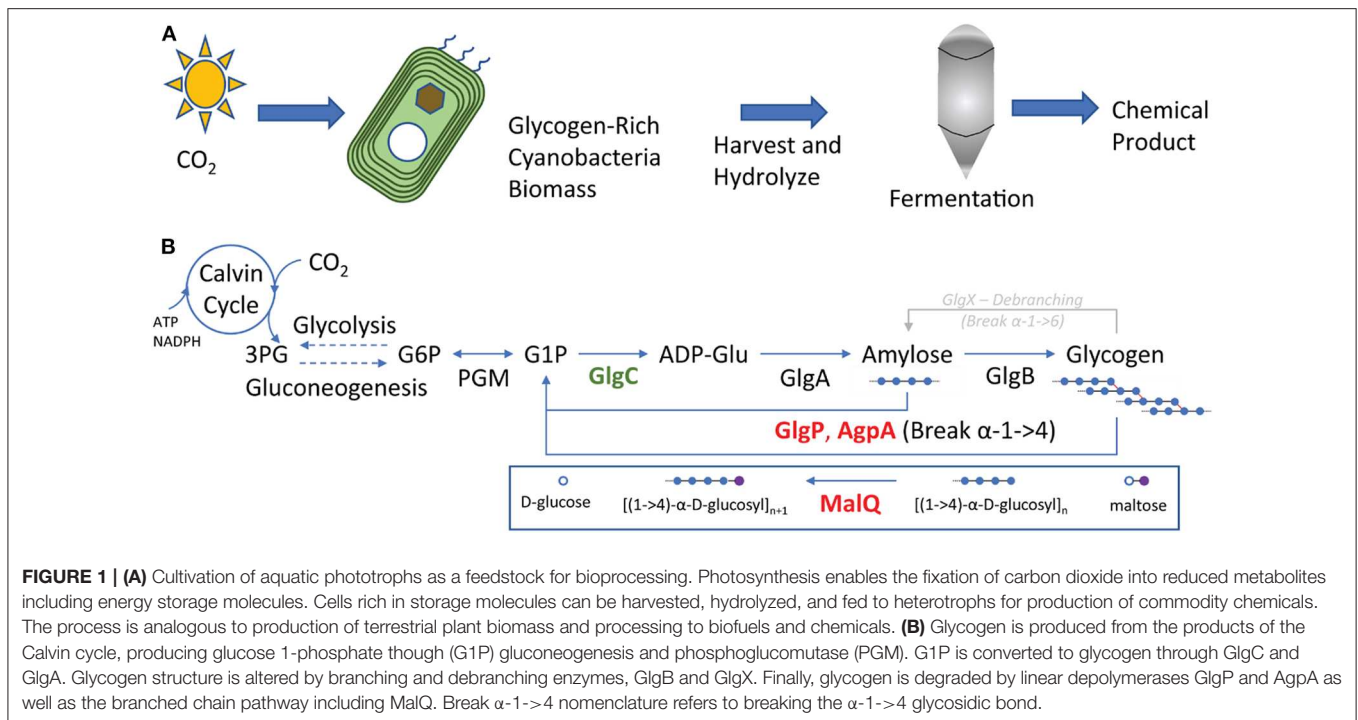 A
CO2
Glycogen-Rich
Cyanobacteria
Biomass
Harvest and
Hydrolyze
Fermentation
Chemical
Product
B
Calvin
Cycle
CO2
ATP
NADPH
3PG
Glycolysis
Gluconeogenesis
G6P
PGM
G1P
GlgC
ADP-Glu
GlgA
Amylose
GlgB
Glycogen
GlgX – Debranching
(Break α-1->6)
GlgP, AgpA (Break α-1->4)
D-glucose
[(1->4)-α-D-glucosyl]n+1
MalQ
[(1->4)-α-D-glucosyl]n
maltose
FIGURE 1 | (A) Cultivation of aquatic phototrophs as a feedstock for bioprocessing. Photosynthesis enables the fixation of carbon dioxide into reduced metabolites
including energy storage molecules. Cells rich in storage molecules can be harvested, hydrolyzed, and fed to heterotrophs for production of commodity chemicals.
The process is analogous to production of terrestrial plant biomass and processing to biofuels and chemicals. (B) Glycogen is produced from the products of the
Calvin cycle, producing glucose 1-phosphate though (G1P) gluconeogenesis and phosphoglucomutase (PGM). G1P is converted to glycogen through GlgC and
GlgA. Glycogen structure is altered by branching and debranching enzymes, GlgB and GlgX. Finally, glycogen is degraded by linear depolymerases GlgP and AgpA as
well as the branched chain pathway including MalQ. Break α-1->4 nomenclature refers to breaking the α-1->4 glycosidic bond.